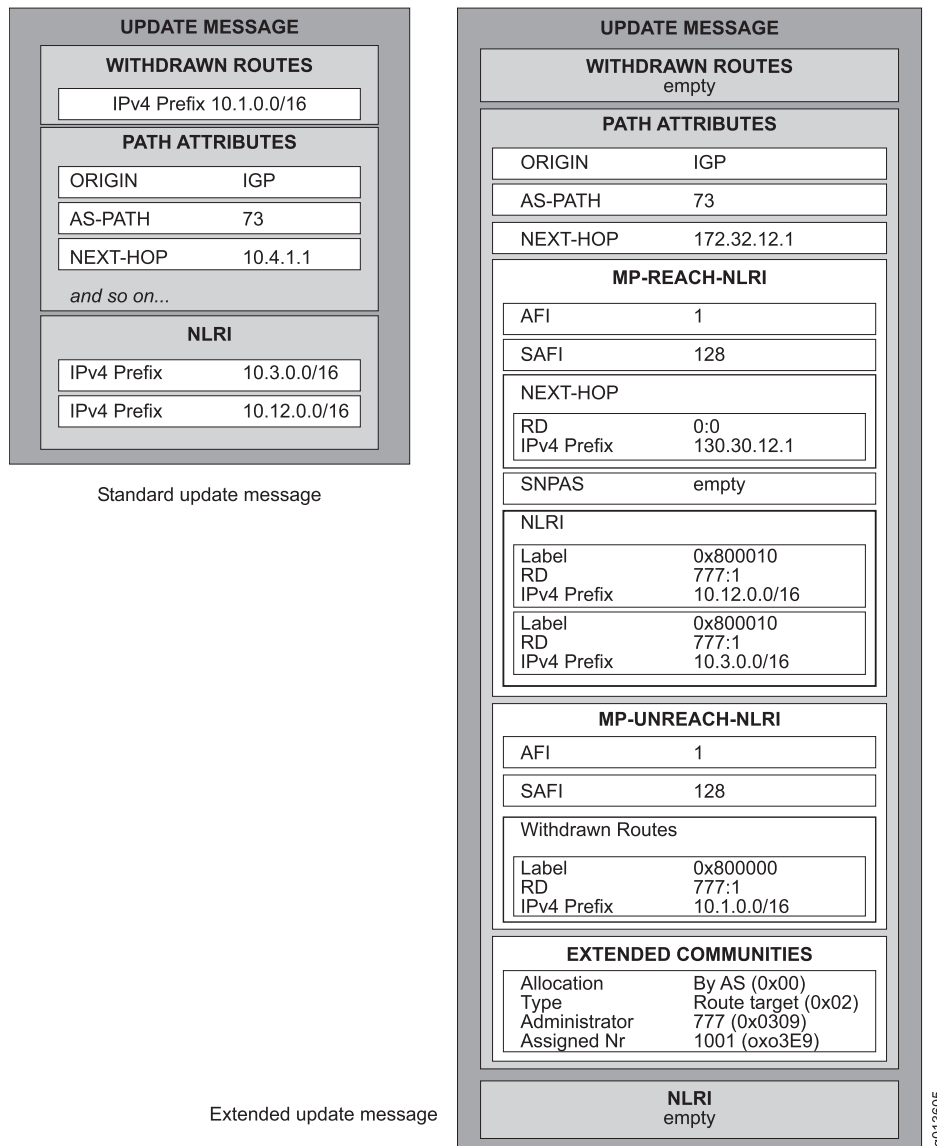 UPDATE MESSAGE
WITHDRAWN ROUTES
IPv4 Prefix 10.1.0.0/16
PATH ATTRIBUTES
ORIGIN IGP
AS-PATH 73
NEXT-HOP 10.4.1.1
and so on...
NLRI
IPv4 Prefix 10.3.0.0/16
IPv4 Prefix 10.12.0.0/16
Standard update message
UPDATE MESSAGE
WITHDRAWN ROUTES
empty
PATH ATTRIBUTES
ORIGIN IGP
AS-PATH 73
NEXT-HOP 172.32.12.1
MP-REACH-NLRI
AFI 1
SAFI 128
NEXT-HOP
RD 0:0
IPv4 Prefix 130.30.12.1
SNPAS empty
NLRI
Label 0x800010
RD 777:1
IPv4 Prefix 10.12.0.0/16
Label 0x800010
RD 777:1
IPv4 Prefix 10.3.0.0/16
MP-UNREACH-NLRI
AFI 1
SAFI 128
Withdrawn Routes
Label 0x800000
RD 777:1
IPv4 Prefix 10.1.0.0/16
EXTENDED COMMUNITIES
Allocation By AS (0x00)
Type Route target (0x02)
Administrator 777 (0x0309)
Assigned Nr 1001 (oxo3E9)
NLRI
empty
Extended update message